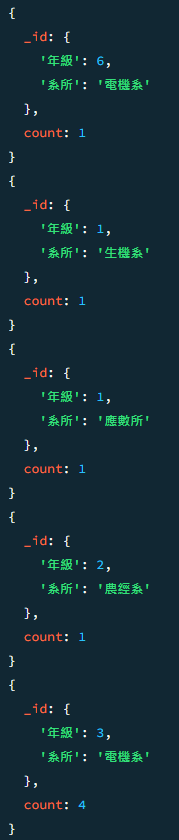 {
  _id: {
    '年級': 6,
    '系所': '電機系'
  },
  count: 1
}
{
  _id: {
    '年級': 1,
    '系所': '生機系'
  },
  count: 1
}
{
  _id: {
    '年級': 1,
    '系所': '應數所'
  },
  count: 1
}
{
  _id: {
    '年級': 2,
    '系所': '農經系'
  },
  count: 1
}
{
  _id: {
    '年級': 3,
    '系所': '電機系'
  },
  count: 4
}